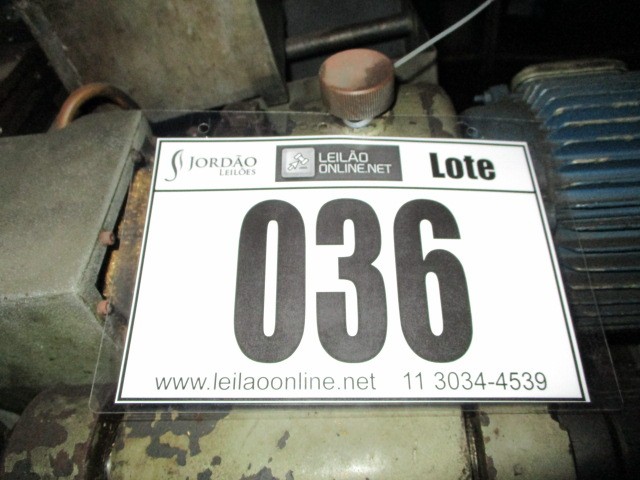 JORDÃO LEILÕES
LEILÃO ONLINE.NET
Lote
036
www.leilaoonline.net 11 3034-4539